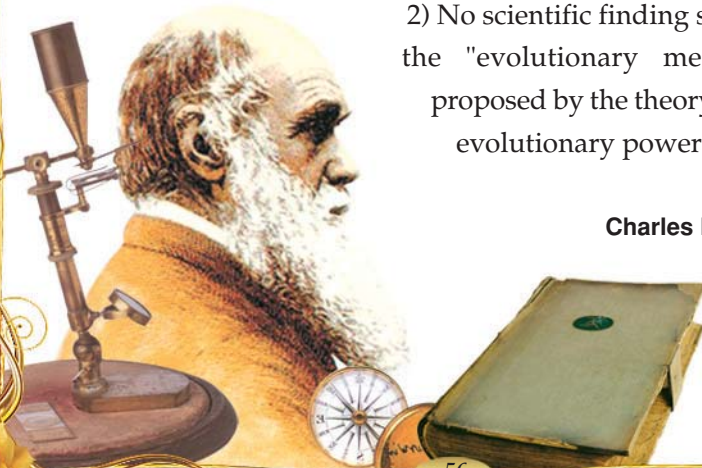 2) No scientific finding s
the "evolutionary me
proposed by the theory
evolutionary power
Charles
56